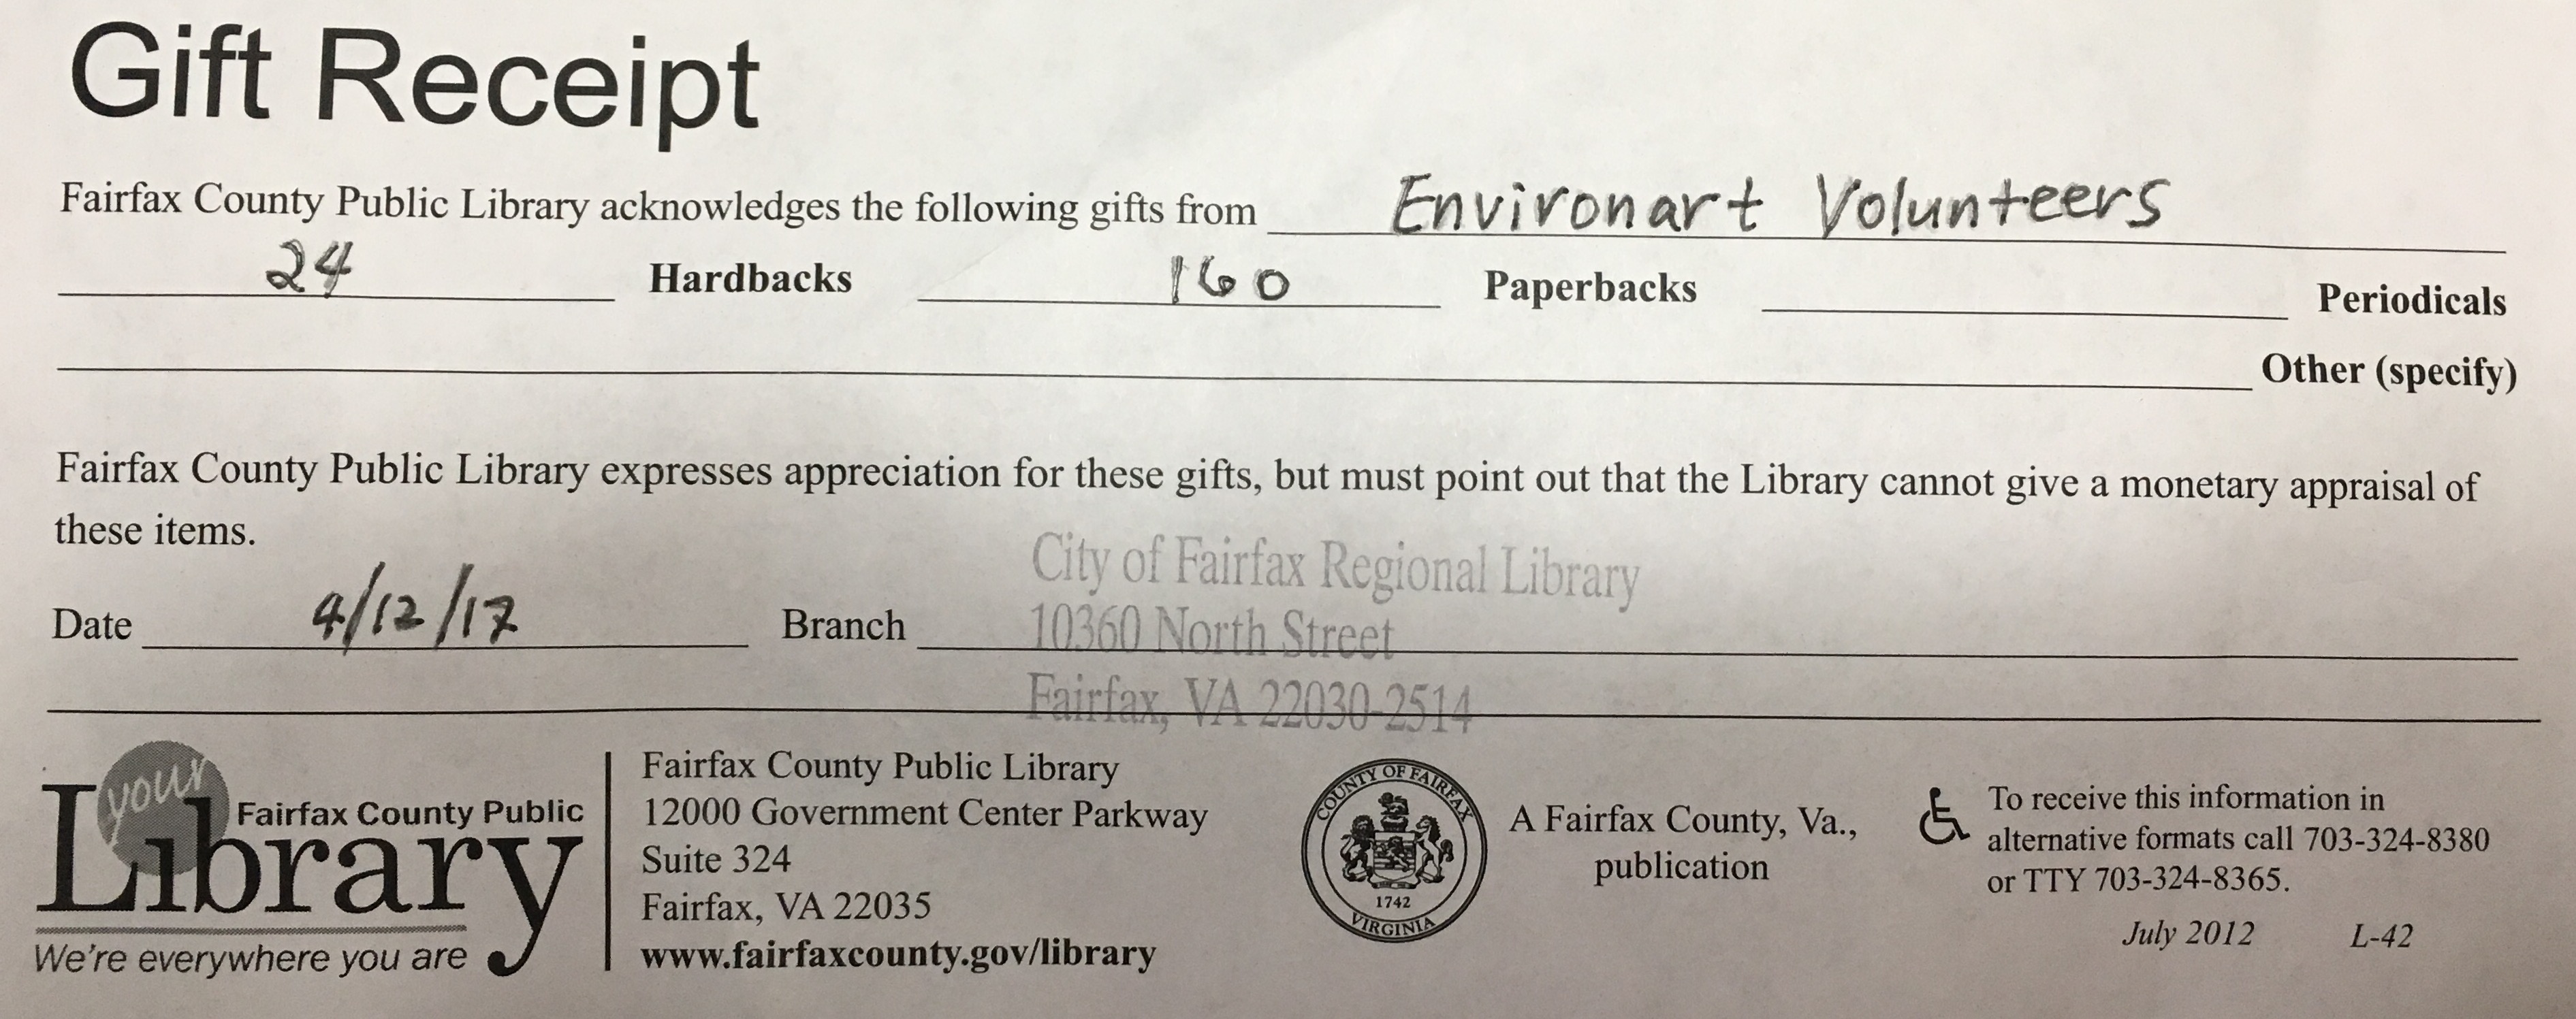 Gift Receipt
Fairfax County Public Library acknowledges the following gifts from Environart Volunteers
24 Hardbacks 160 Paperbacks Periodicals
Other (specify)
Fairfax County Public Library expresses appreciation for these gifts, but must point out that the Library cannot give a monetary appraisal of
these items.
City of Fairfax Regional Library
Date 4/12/17 Branch 10360 North Street
Fairfax, VA 22030-2514
your
Fairfax County Public
Library
We're everywhere you are
Fairfax County Public Library
12000 Government Center Parkway
Suite 324
Fairfax, VA 22035
www.fairfaxcounty.gov/library
COUNTY OF FAIRFAX
1742
VIRGINIA
A Fairfax County, Va.,
publication
To receive this information in
alternative formats call 703-324-8380
or TTY 703-324-8365.
July 2012 L-42